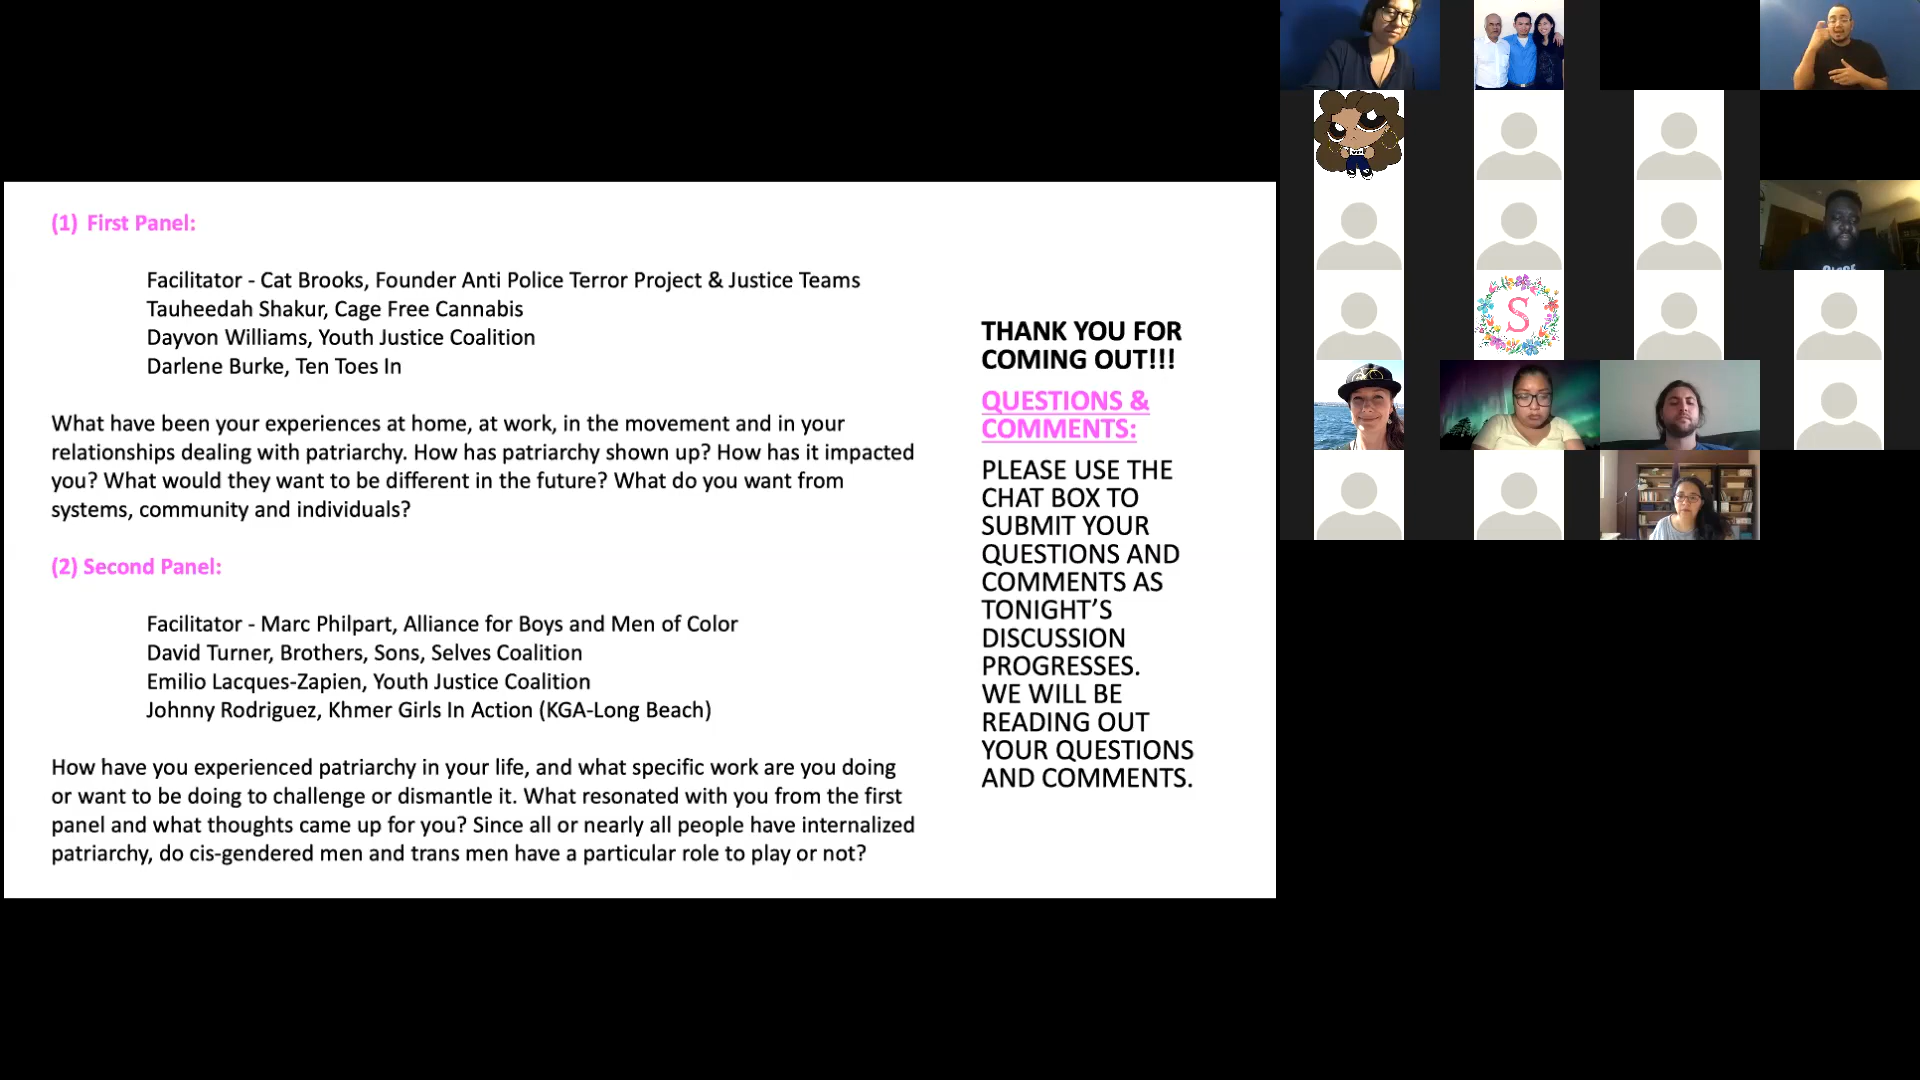 (1) First Panel:
Facilitator - Cat Brooks, Founder Anti Police Terror Project & Justice Teams
Tauheedah Shakur, Cage Free Cannabis
Dayvon Williams, Youth Justice Coalition
Darlene Burke, Ten Toes In
What have been your experiences at home, at work, in the movement and in your
relationships dealing with patriarchy. How has patriarchy shown up? How has it impacted
you? What would they want to be different in the future? What do you want from
systems, community and individuals?
(2) Second Panel:
Facilitator - Marc Philpart, Alliance for Boys and Men of Color
David Turner, Brothers, Sons, Selves Coalition
Emilio Lacques-Zapien, Youth Justice Coalition
Johnny Rodriguez, Khmer Girls In Action (KGA-Long Beach)
How have you experienced patriarchy in your life, and what specific work are you doing
or want to be doing to challenge or dismantle it. What resonated with you from the first
panel and what thoughts came up for you? Since all or nearly all people have internalized
patriarchy, do cis-gendered men and trans men have a particular role to play or not?
THANK YOU FOR
COMING OUT!!!
QUESTIONS &
COMMENTS:
PLEASE USE THE
CHAT BOX TO
SUBMIT YOUR
QUESTIONS AND
COMMENTS AS
TONIGHT’S
DISCUSSION
PROGRESSES.
WE WILL BE
READING OUT
YOUR QUESTIONS
AND COMMENTS.
S